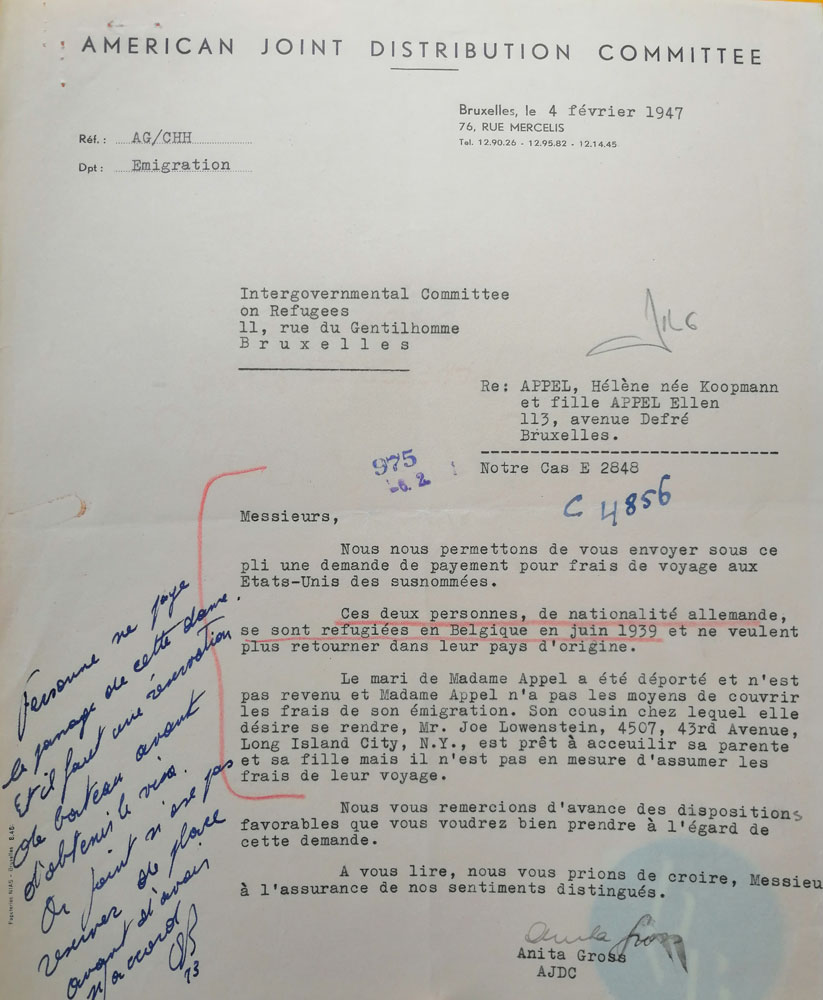 AMERICAN JOINT DISTRIBUTION COMMITTEE
Bruxelles, le 4 février 1947
76, RUE MERCELIS
Tel. 12.90.26 - 12.95.82 - 12.14.45
Réf.: AG/CHH
Dpt: Emigration
Intergovernmental Committee
on Refugees
11, rue du Gentilhomme
B r u x e l l e s
Re: APPEL, Hélène née Koopmann
et fille APPEL Ellen
113, avenue Defré
Bruxelles.
Notre Cas E 2848
975
-6. 2
C 4856
Messieurs,
Nous nous permettons de vous envoyer sous ce
pli une demande de payement pour frais de voyage aux
Etats-Unis des susnommées.
Ces deux personnes, de nationalité allemande,
se sont refugiées en Belgique en juin 1939 et ne veulent
plus retourner dans leur pays d'origine.
Le mari de Madame Appel a été déporté et n'est
pas revenu et Madame Appel n'a pas les moyens de couvrir
les frais de son émigration. Son cousin chez lequel elle
désire se rendre, Mr. Joe Lowenstein, 4507, 43rd Avenue,
Long Island City, N.Y., est prêt à acceuilir sa parente
et sa fille mais il n'est pas en mesure d'assumer les
frais de leur voyage.
Nous vous remercions d'avance des dispositions
favorables que vous voudrez bien prendre à l'égard de
cette demande.
A vous lire, nous vous prions de croire, Messieu
à l'assurance de nos sentiments distingués.
Anita Gross
Anita Gross
AJDC
Personne ne paye
le passage de cette dame.
Et il faut une réservation
de bateau avant
d'obtenir le visa.
Or Joint n'ose pas
réserver de place
avant d'avoir
n/accord
73
Papeteries NIAS - Bruxelles